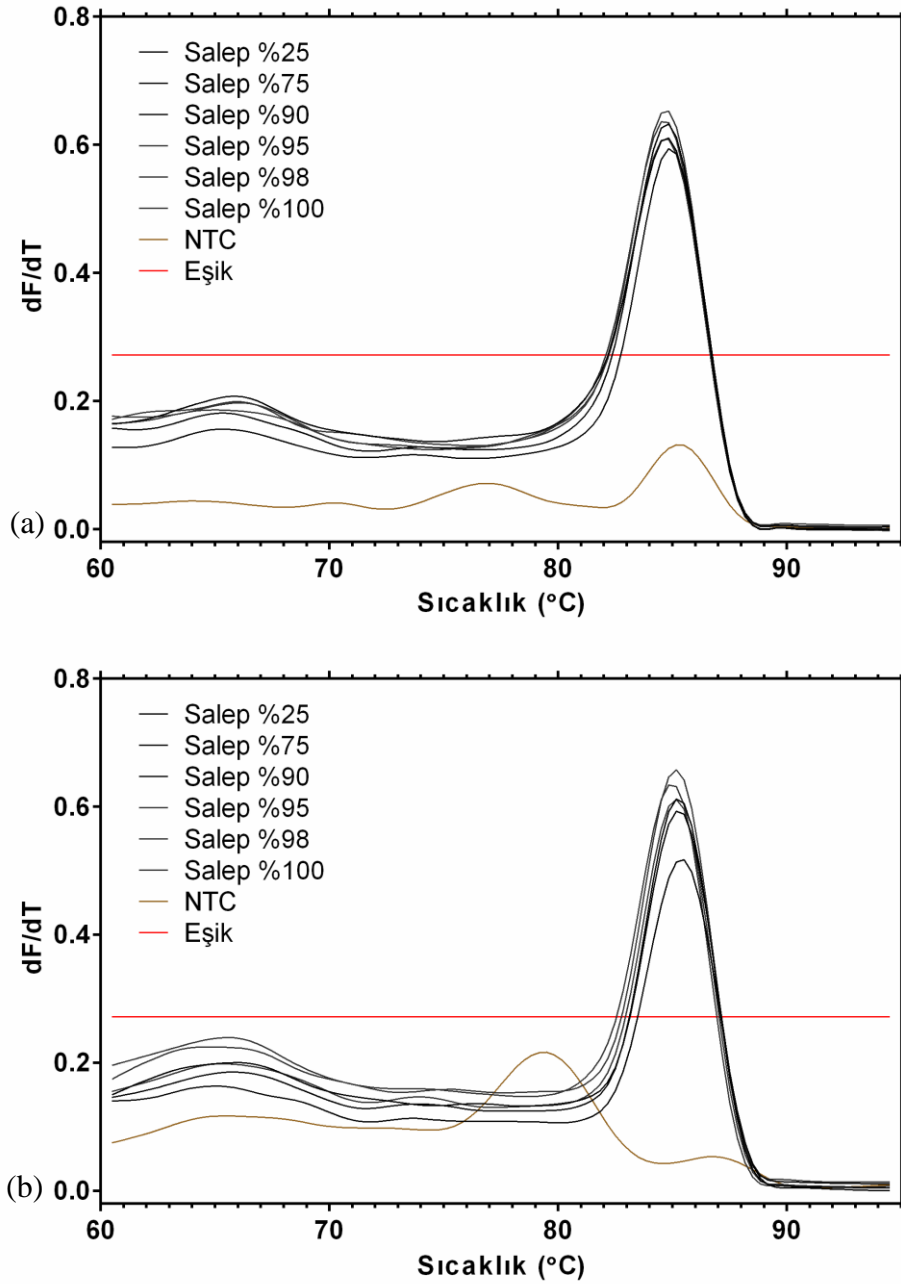 0.8
Salep %25
Salep %75
Salep %90
Salep %95
Salep %98
Salep %100
NTC
Eşik
0.6
0.4
0.2
0.0
dF/dT
(a)
60 70 80 90
Sıcaklık (°C)
0.8
Salep %25
Salep %75
Salep %90
Salep %95
Salep %98
Salep %100
NTC
Eşik
0.6
0.4
0.2
0.0
dF/dT
(b)
60 70 80 90
Sıcaklık (°C)